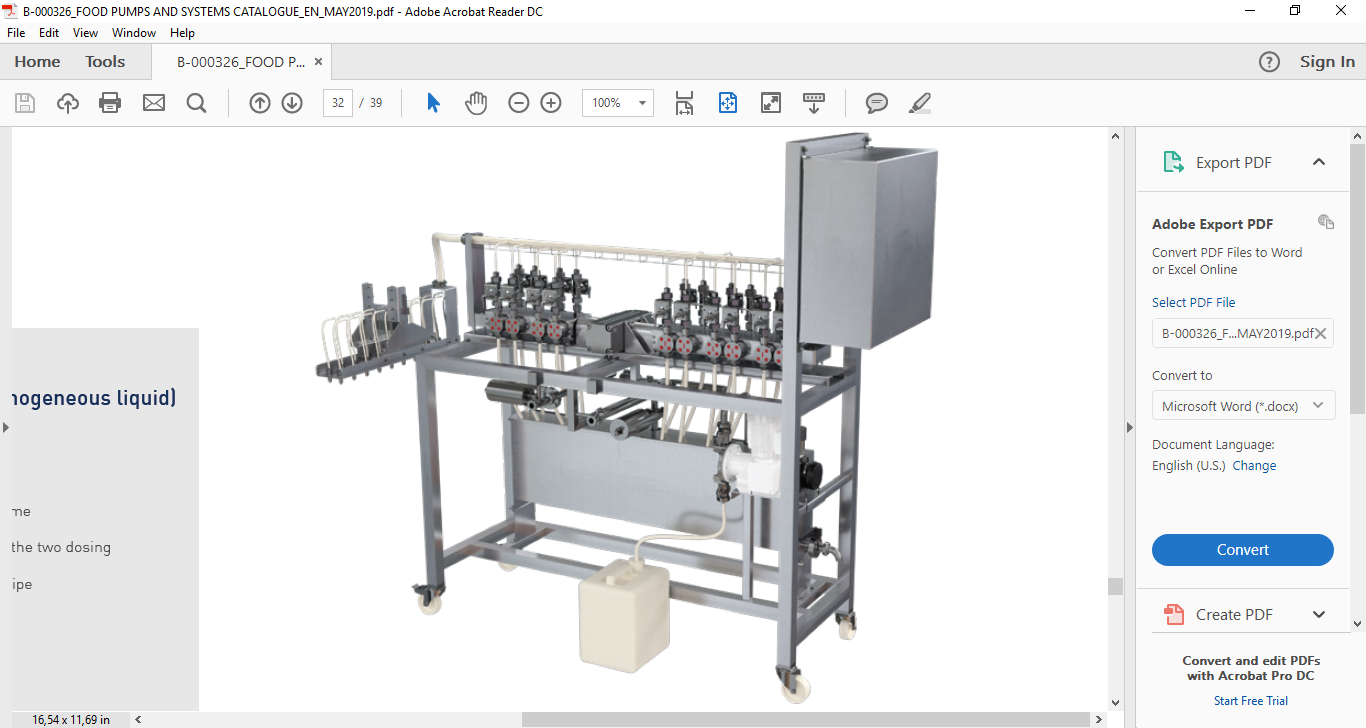 B-000326_FOOD PUMPS AND SYSTEMS CATALOGUE_EN_MAY2019.pdf - Adobe Acrobat Reader DC
File Edit View Window Help
Home Tools B-000326_FOOD P... × Sign In
32 / 39 100%
Export PDF
Adobe Export PDF
Convert PDF Files to Word
or Excel Online
Select PDF File
B-000326_F...MAY2019.pdf
Convert to
Microsoft Word (*.docx)
Document Language:
English (U.S.) Change
Convert
Create PDF
Convert and edit PDFs
with Acrobat Pro DC
Start Free Trial
nogeneous liquid)
me
the two dosing
ipe
16,54 x 11,69 in